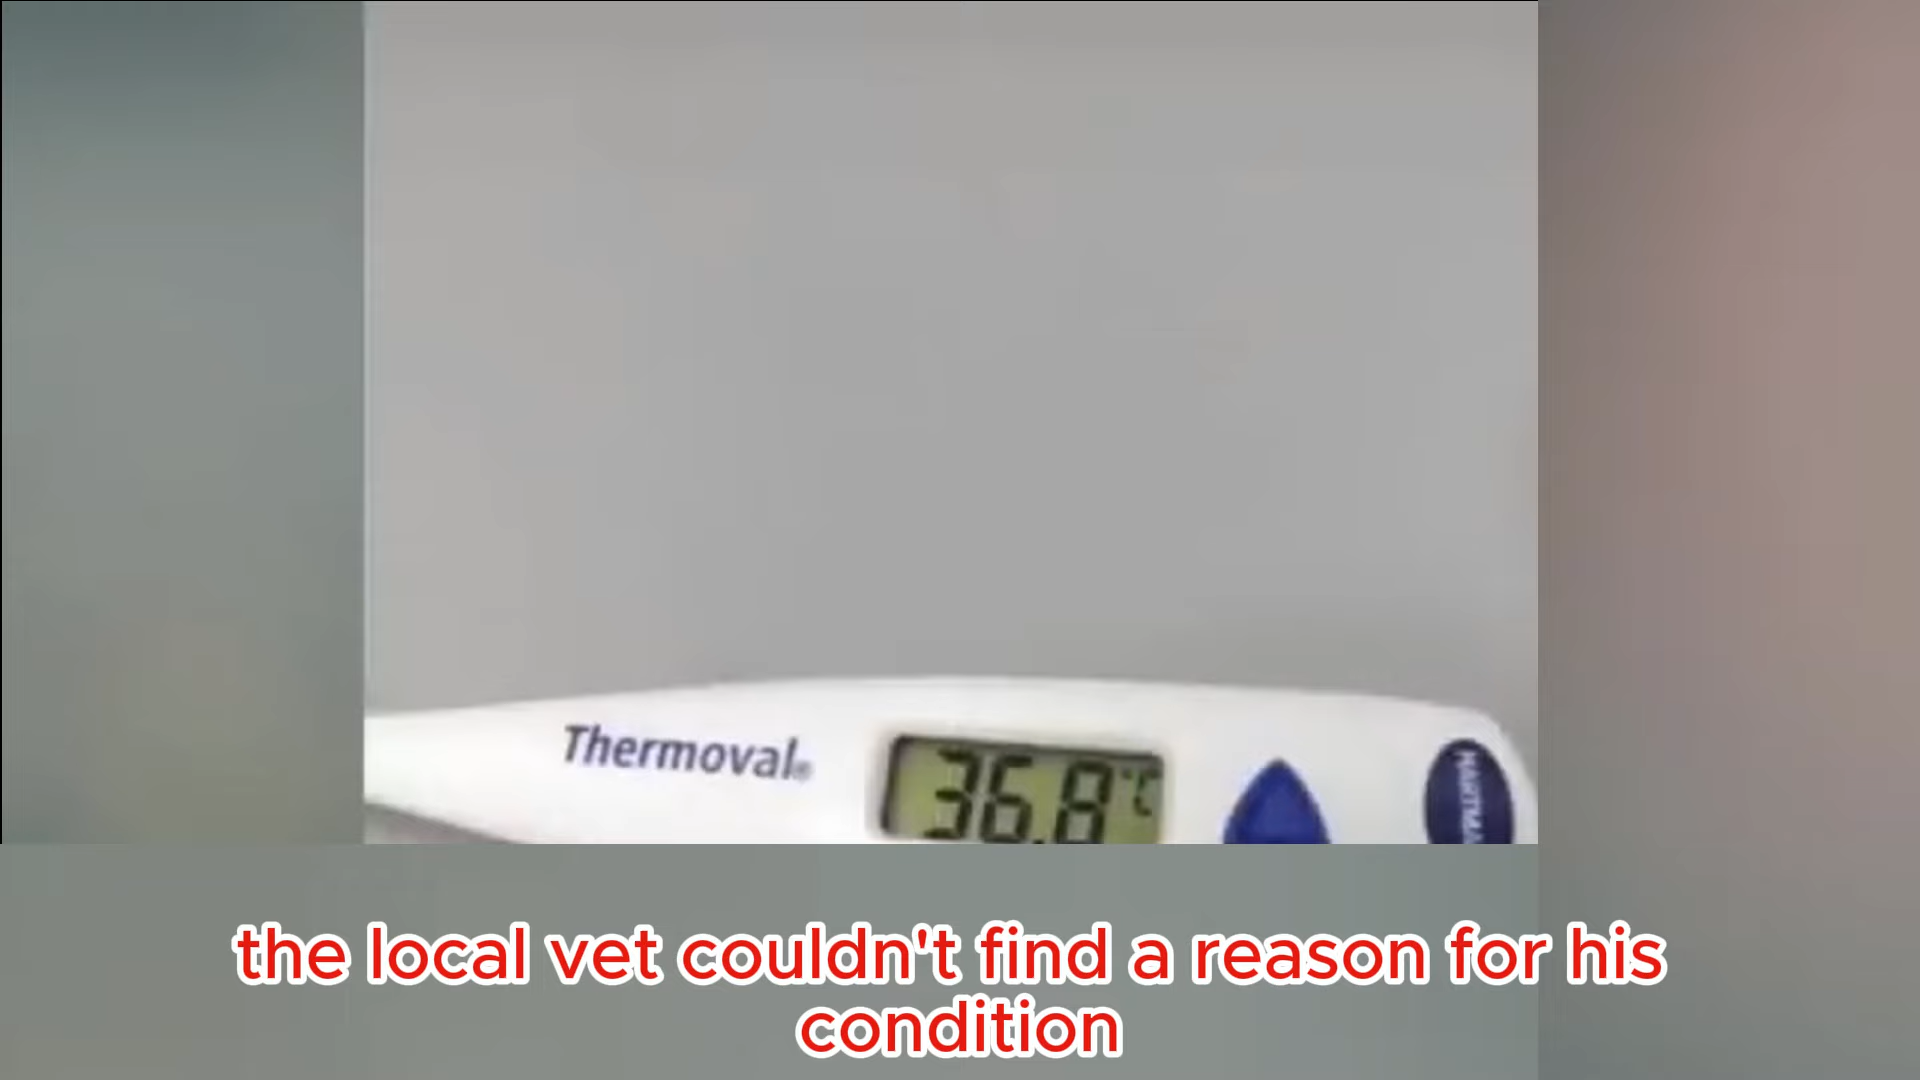 Thermoval®
36.8 °C
the local vet couldn't find a reason for his
condition